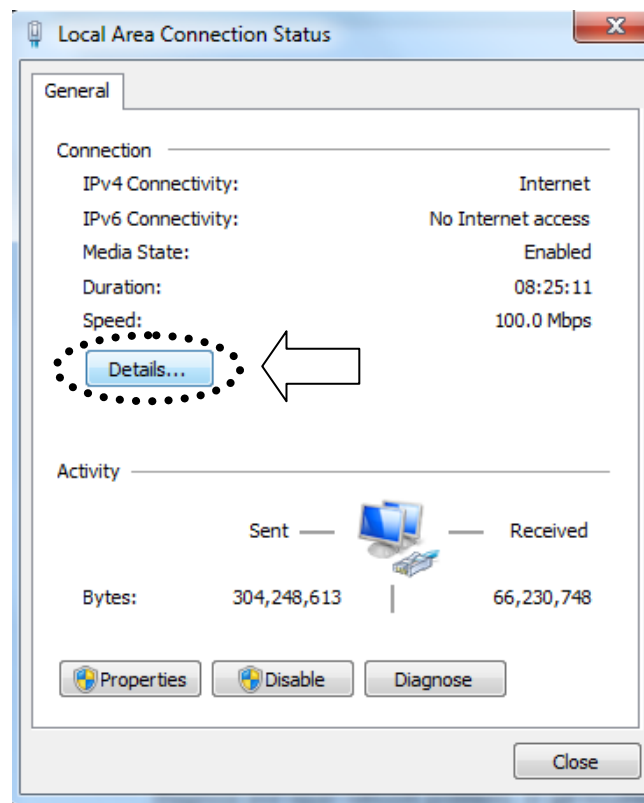 Local Area Connection Status
General
Connection
IPv4 Connectivity: Internet
IPv6 Connectivity: No Internet access
Media State: Enabled
Duration: 08:25:11
Speed: 100.0 Mbps
Details...
Activity
Sent Received
Bytes: 304,248,613 66,230,748
Properties Disable Diagnose
Close